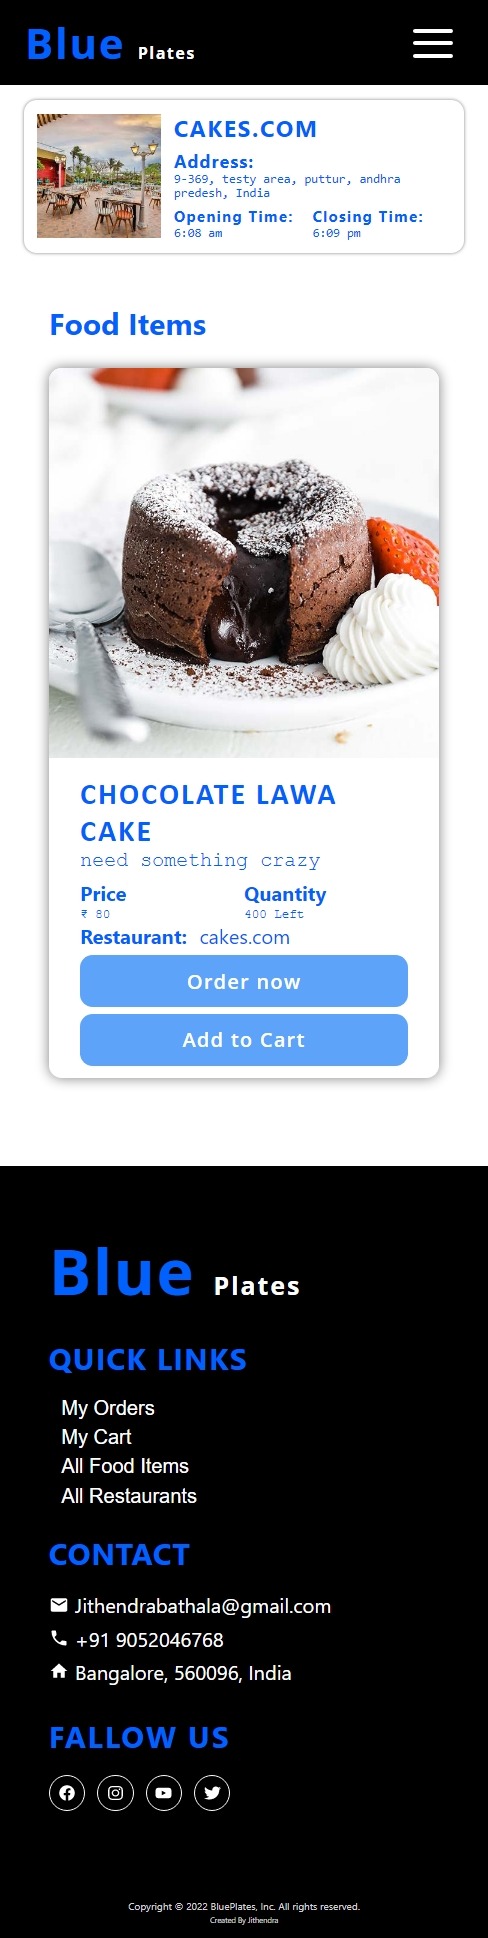 Blue Plates
CAKES.COM
Address:
9-369, testy area, puttur, andhra
predesh, India
Opening Time: Closing Time:
6:08 am 6:09 pm
Food Items
CHOCOLATE LAWA
CAKE
need something crazy
Price Quantity
₹ 80 400 Left
Restaurant: cakes.com
Order now
Add to Cart
Blue Plates
QUICK LINKS
My Orders
My Cart
All Food Items
All Restaurants
CONTACT
Jithendrabathala@gmail.com
+91 9052046768
Bangalore, 560096, India
FALLOW US
Copyright © 2022 BluePlates, Inc. All rights reserved.
Created By Jithendra